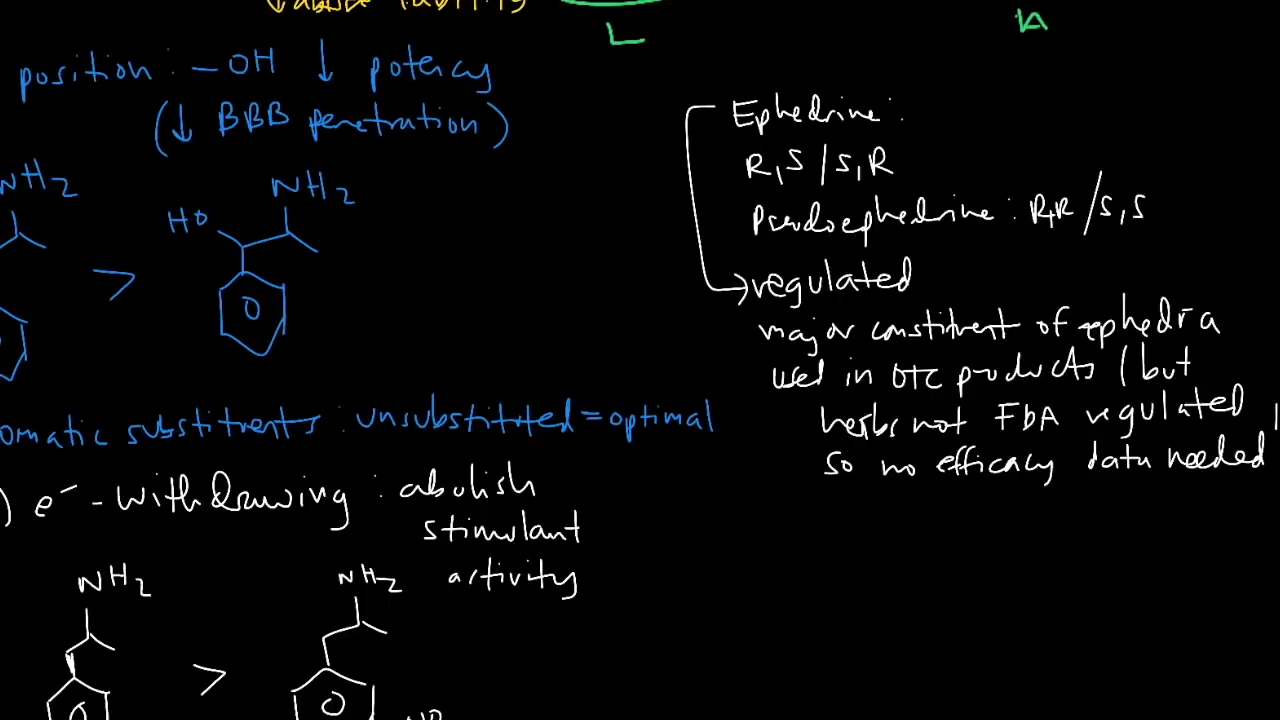 ↓ abuse liability
L
position : -OH ↓ potency
(↓ BBB penetration)
NH2
NH2
HO
>
omatic substituents : unsubstituted = optimal
) e⁻ - withdrawing : abolish
stimulant
activity
NH2
NH2
>
Ephedrine :
R,S / S,R
Pseudoephedrine : R,R / S,S
→ regulated
major constituent of ephedra
used in OTC products (but
herbs not FDA regulated
so no efficacy data needed)